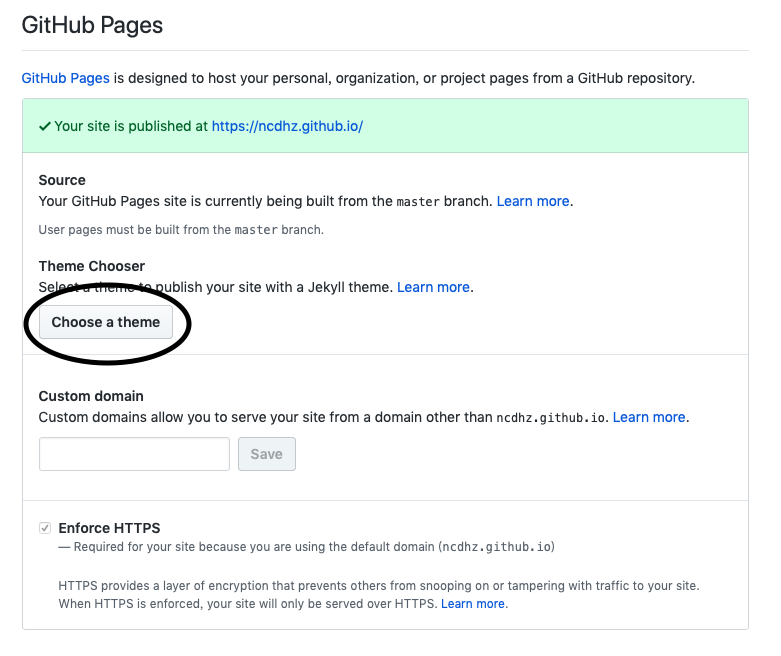 GitHub Pages
GitHub Pages is designed to host your personal, organization, or project pages from a GitHub repository.
Your site is published at https://ncdhz.github.io/
Source
Your GitHub Pages site is currently being built from the master branch. Learn more.
User pages must be built from the master branch.
Theme Chooser
Select a theme to publish your site with a Jekyll theme. Learn more.
Choose a theme
Custom domain
Custom domains allow you to serve your site from a domain other than ncdhz.github.io. Learn more.
Save
Enforce HTTPS
— Required for your site because you are using the default domain (ncdhz.github.io)
HTTPS provides a layer of encryption that prevents others from snooping on or tampering with traffic to your site.
When HTTPS is enforced, your site will only be served over HTTPS. Learn more.